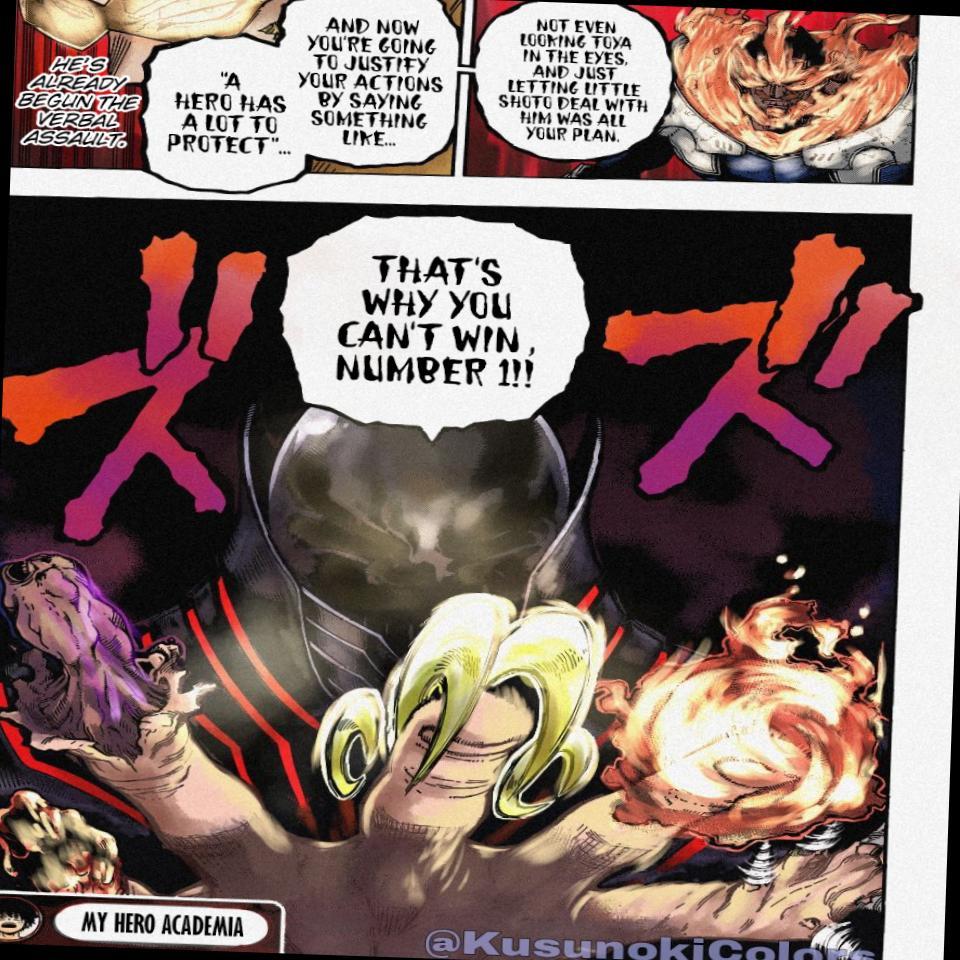 HE'S
ALREADY
BEGUN THE
VERBAL
ASSAULT.
"A
HERO HAS
A LOT TO
PROTECT"...
AND NOW
YOU'RE GOING
TO JUSTIFY
YOUR ACTIONS
BY SAYING
SOMETHING
LIKE...
NOT EVEN
LOOKING TOYA
IN THE EYES,
AND JUST
LETTING LITTLE
SHOTO DEAL WITH
HIM WAS ALL
YOUR PLAN.
THAT'S
WHY YOU
CAN'T WIN,
NUMBER 1!!
ズ ズ
MY HERO ACADEMIA
@KusunokiColors